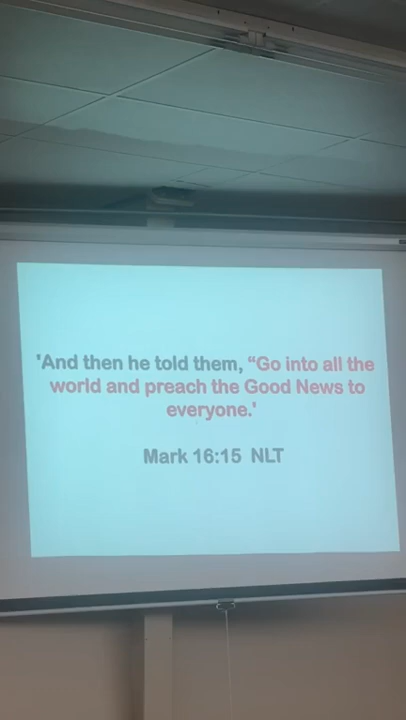 'And then he told them, “Go into all the
world and preach the Good News to
everyone.'
Mark 16:15 NLT